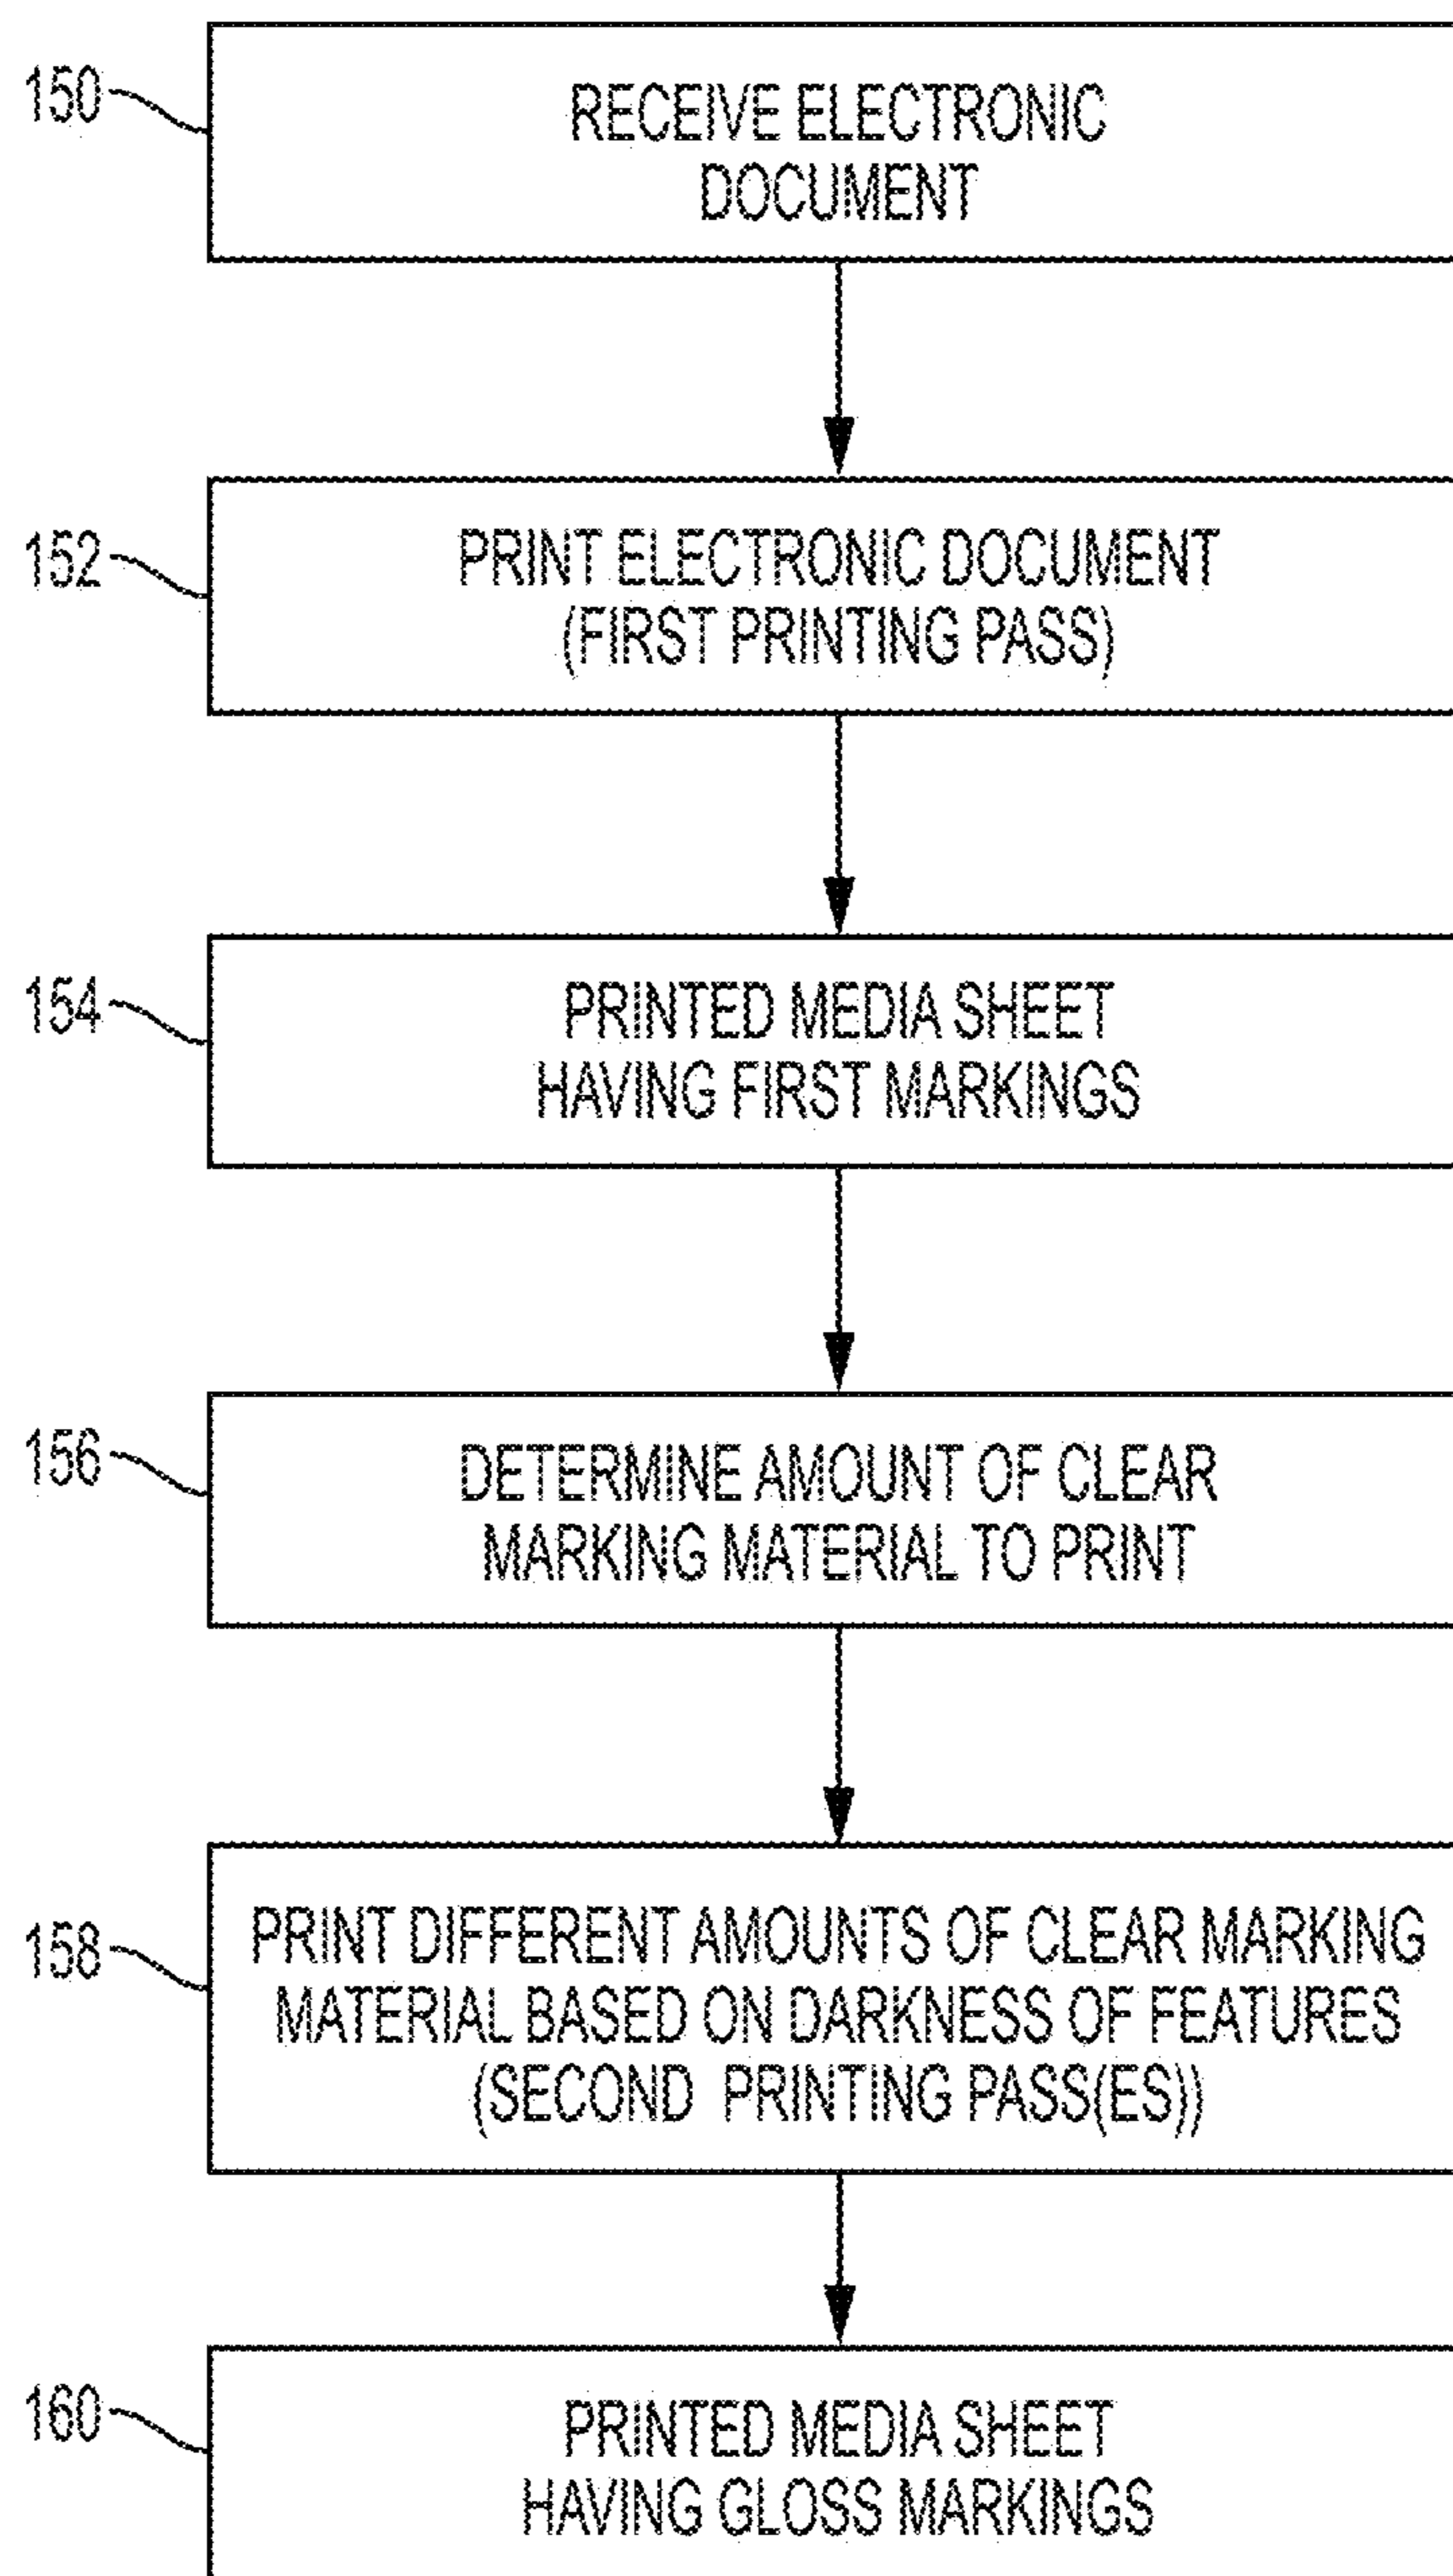 150
RECEIVE ELECTRONIC
DOCUMENT
152
PRINT ELECTRONIC DOCUMENT
(FIRST PRINTING PASS)
154
PRINTED MEDIA SHEET
HAVING FIRST MARKINGS
156
DETERMINE AMOUNT OF CLEAR
MARKING MATERIAL TO PRINT
158
PRINT DIFFERENT AMOUNTS OF CLEAR MARKING
MATERIAL BASED ON DARKNESS OF FEATURES
(SECOND PRINTING PASS(ES))
160
PRINTED MEDIA SHEET
HAVING GLOSS MARKINGS